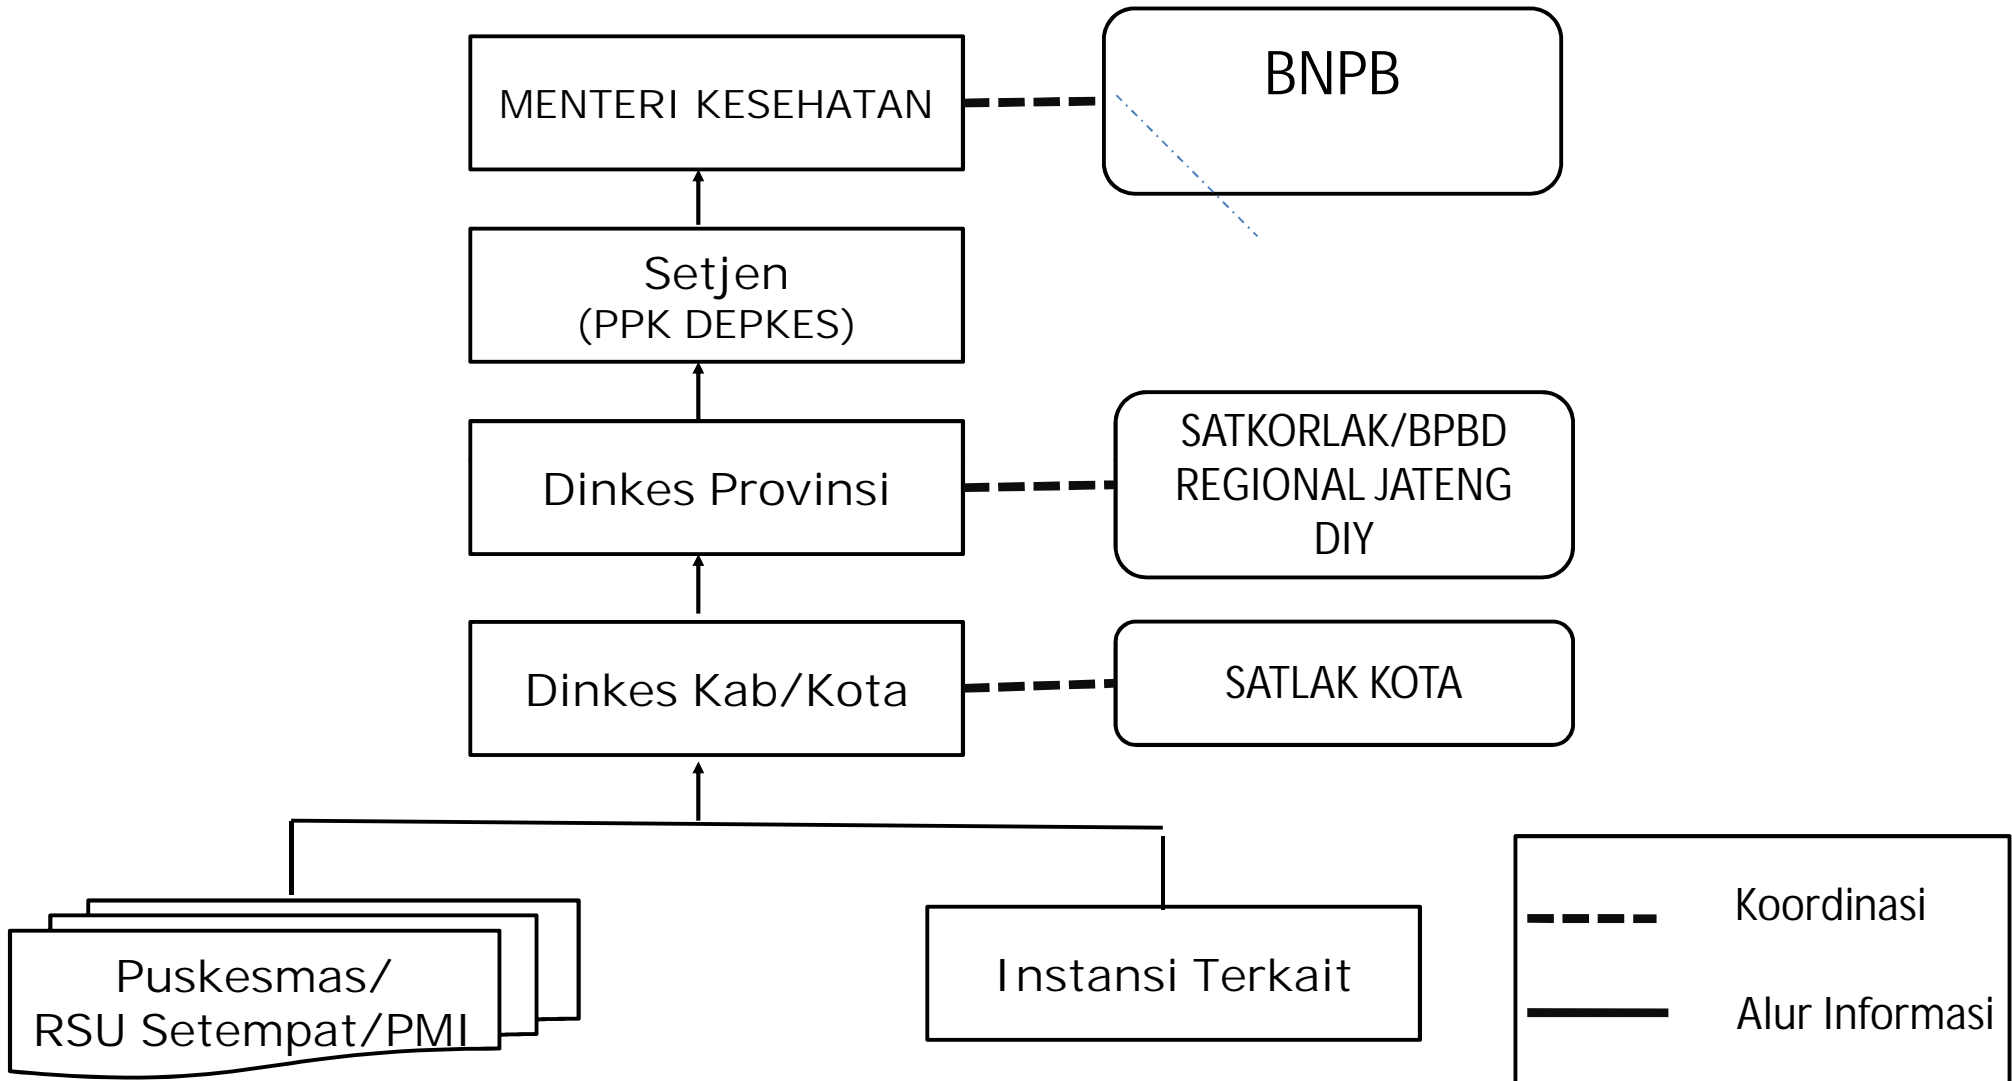 MENTERI KESEHATAN
BNPB
Setjen
(PPK DEPKES)
Dinkes Provinsi
SATKORLAK/BPBD
REGIONAL JATENG
DIY
Dinkes Kab/Kota
SATLAK KOTA
Puskesmas/
RSU Setempat/PMI
Instansi Terkait
Koordinasi
Alur Informasi